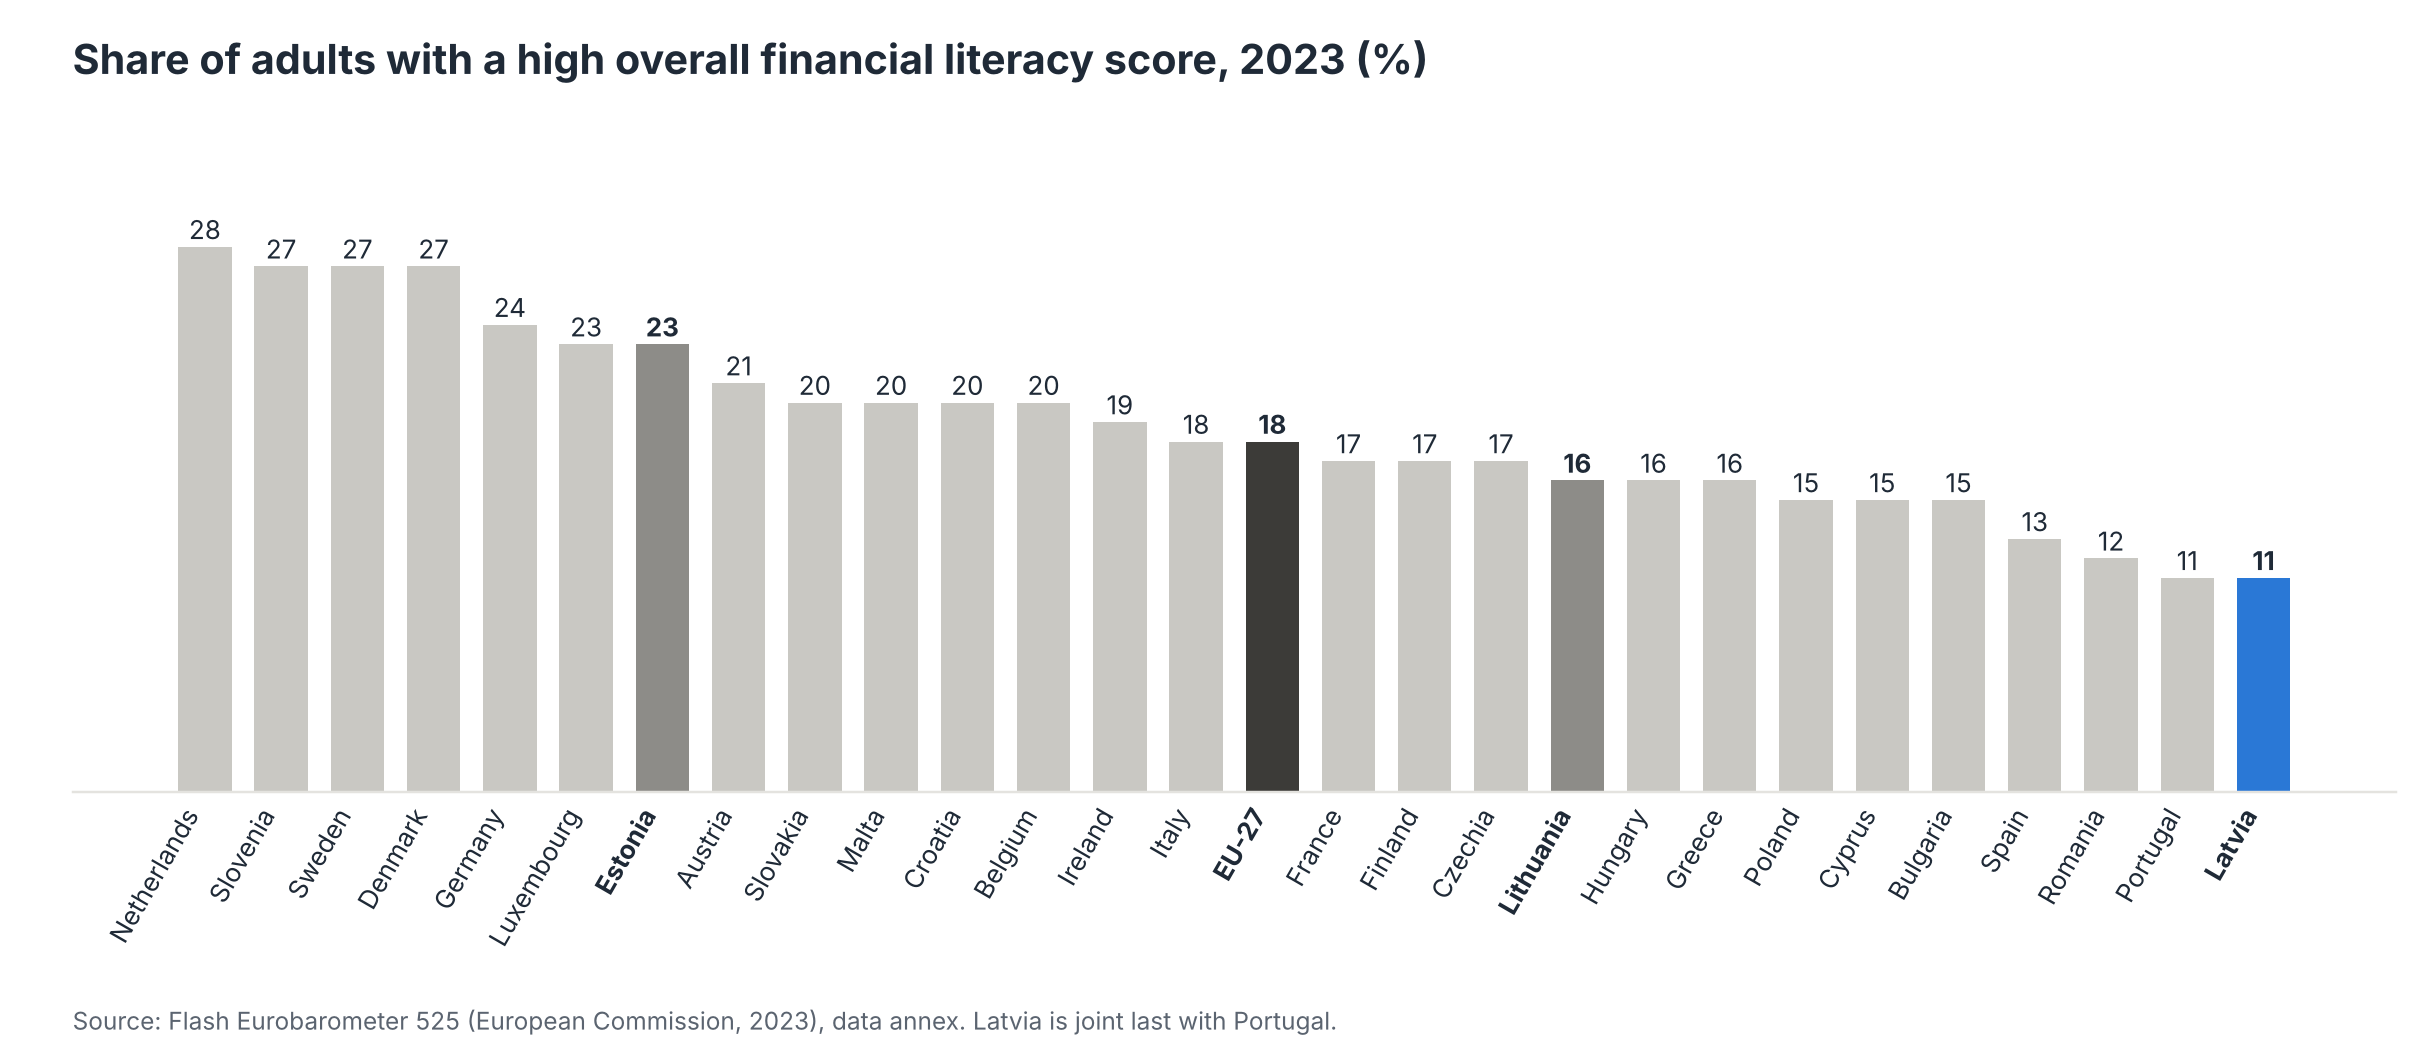 Share of adults with a high overall financial literacy score, 2023 (%)
28
27
27
27
24
23
23
21
20
20
20
20
19
18
18
17
17
17
16
16
16
15
15
15
13
12
11
11
Netherlands
Slovenia
Sweden
Denmark
Germany
Luxembourg
Estonia
Austria
Slovakia
Malta
Croatia
Belgium
Ireland
Italy
EU-27
France
Finland
Czechia
Lithuania
Hungary
Greece
Poland
Cyprus
Bulgaria
Spain
Romania
Portugal
Latvia
Source: Flash Eurobarometer 525 (European Commission, 2023), data annex. Latvia is joint last with Portugal.